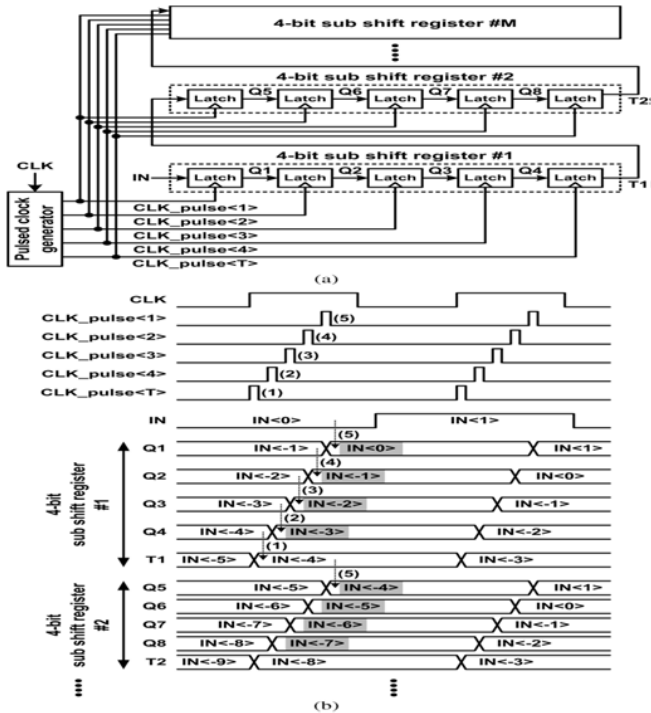 4-bit sub shift register #M
4-bit sub shift register #2
Latch Q5 Latch Q6 Latch Q7 Latch Q8 Latch
T2
4-bit sub shift register #1
CLK
IN Latch Q1 Latch Q2 Latch Q3 Latch Q4 Latch
T1
Pulsed clock generator
CLK_pulse<1>
CLK_pulse<2>
CLK_pulse<3>
CLK_pulse<4>
CLK_pulse<T>
(a)
CLK
CLK_pulse<1> (5)
CLK_pulse<2> (4)
CLK_pulse<3> (3)
CLK_pulse<4> (2)
CLK_pulse<T> (1)
IN IN<0> IN<1>
(5)
Q1 IN<-1> IN<0> IN<1>
(4)
Q2 IN<-2> IN<-1> IN<0>
(3)
Q3 IN<-3> IN<-2> IN<-1>
(2)
Q4 IN<-4> IN<-3> IN<-2>
(1)
T1 IN<-5> IN<-4> IN<-3>
(5)
Q5 IN<-5> IN<-4> IN<1>
Q6 IN<-6> IN<-5> IN<0>
Q7 IN<-7> IN<-6> IN<-1>
Q8 IN<-8> IN<-7> IN<-2>
T2 IN<-9> IN<-8> IN<-3>
4-bit sub shift register #1
4-bit sub shift register #2
(b)